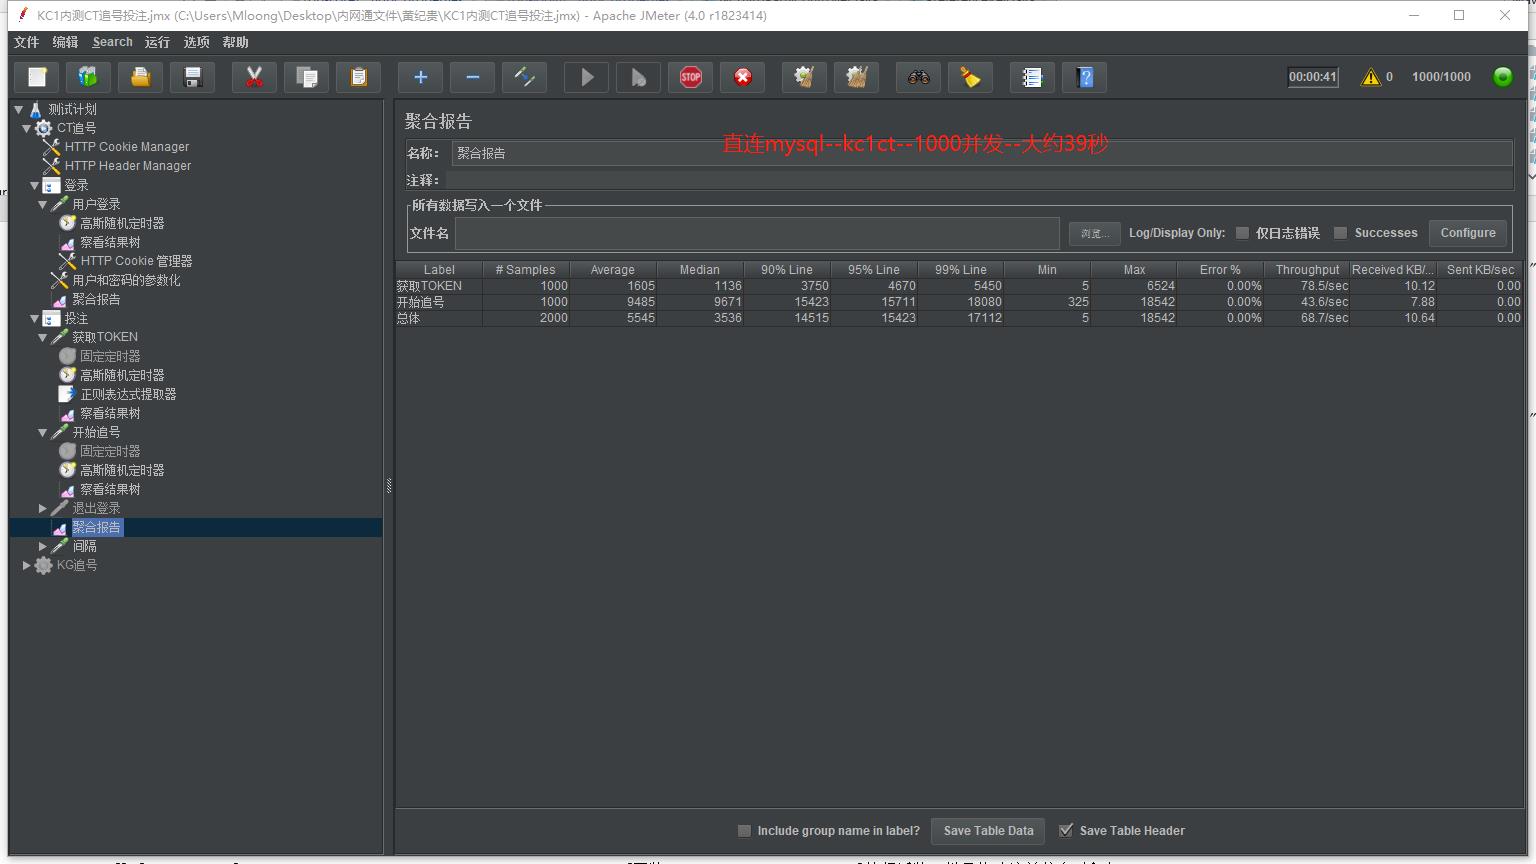 KC1内测CT追号投注.jmx (C:\Users\Mloong\Desktop\内网通文件\黄纪贵\KC1内测CT追号投注.jmx) - Apache JMeter (4.0 r1823414)
文件 编辑 Search 运行 选项 帮助
STOP 00:00:41 0 1000/1000
测试计划
CT追号
HTTP Cookie Manager
HTTP Header Manager
登录
用户登录
高斯随机定时器
察看结果树
HTTP Cookie 管理器
用户和密码的参数化
聚合报告
投注
获取TOKEN
固定定时器
高斯随机定时器
正则表达式提取器
察看结果树
开始追号
固定定时器
高斯随机定时器
察看结果树
退出登录
聚合报告
间隔
KG追号
聚合报告
直连mysql--kc1ct--1000并发--大约39秒
名称： 聚合报告
注释：
所有数据写入一个文件
文件名 浏览... Log/Display Only: 仅日志错误 Successes Configure
Label # Samples Average Median 90% Line 95% Line 99% Line Min Max Error % Throughput Received KB/... Sent KB/sec
获取TOKEN 1000 1605 1136 3750 4670 5450 5 6524 0.00% 78.5/sec 10.12 0.00
开始追号 1000 9485 9671 15423 15711 18080 325 18542 0.00% 43.6/sec 7.88 0.00
总体 2000 5545 3536 14515 15423 17112 5 18542 0.00% 68.7/sec 10.64 0.00
Include group name in label? Save Table Data Save Table Header